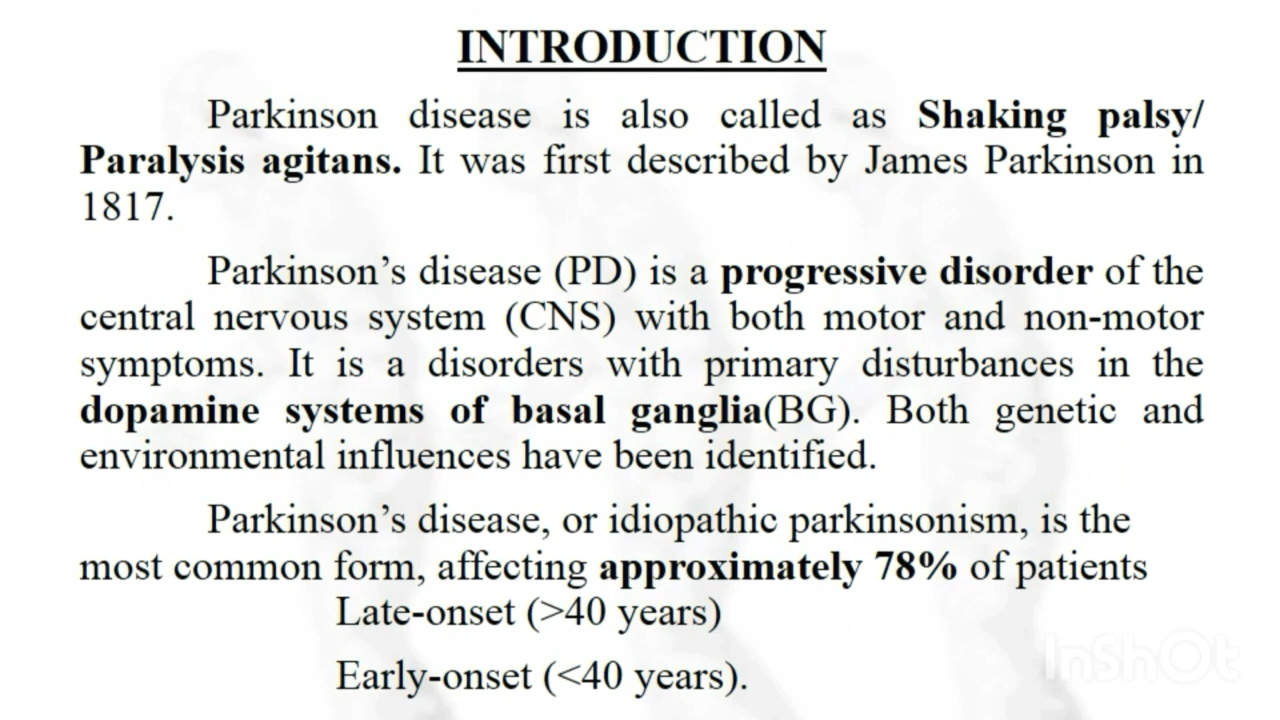 INTRODUCTION
Parkinson disease is also called as Shaking palsy/
Paralysis agitans. It was first described by James Parkinson in
1817.
Parkinson’s disease (PD) is a progressive disorder of the
central nervous system (CNS) with both motor and non-motor
symptoms. It is a disorders with primary disturbances in the
dopamine systems of basal ganglia(BG). Both genetic and
environmental influences have been identified.
Parkinson’s disease, or idiopathic parkinsonism, is the
most common form, affecting approximately 78% of patients
Late-onset (>40 years)
Early-onset (<40 years).
InShOt